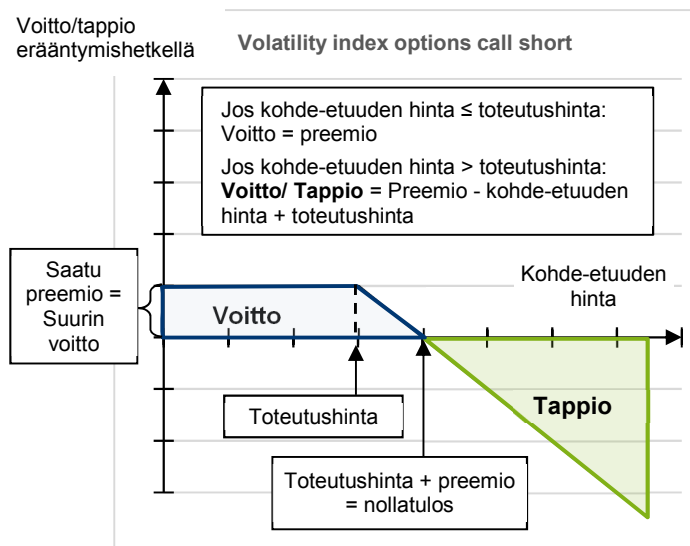 Voitto/tappio
erääntymishetkellä
Volatility index options call short
Jos kohde-etuuden hinta ≤ toteutushinta:
Voitto = preemio
Jos kohde-etuuden hinta > toteutushinta:
Voitto/ Tappio = Preemio - kohde-etuuden
hinta + toteutushinta
Saatu
preemio =
Suurin
voitto
Kohde-etuuden
hinta
Voitto
Toteutushinta
Tappio
Toteutushinta + preemio
= nollatulos